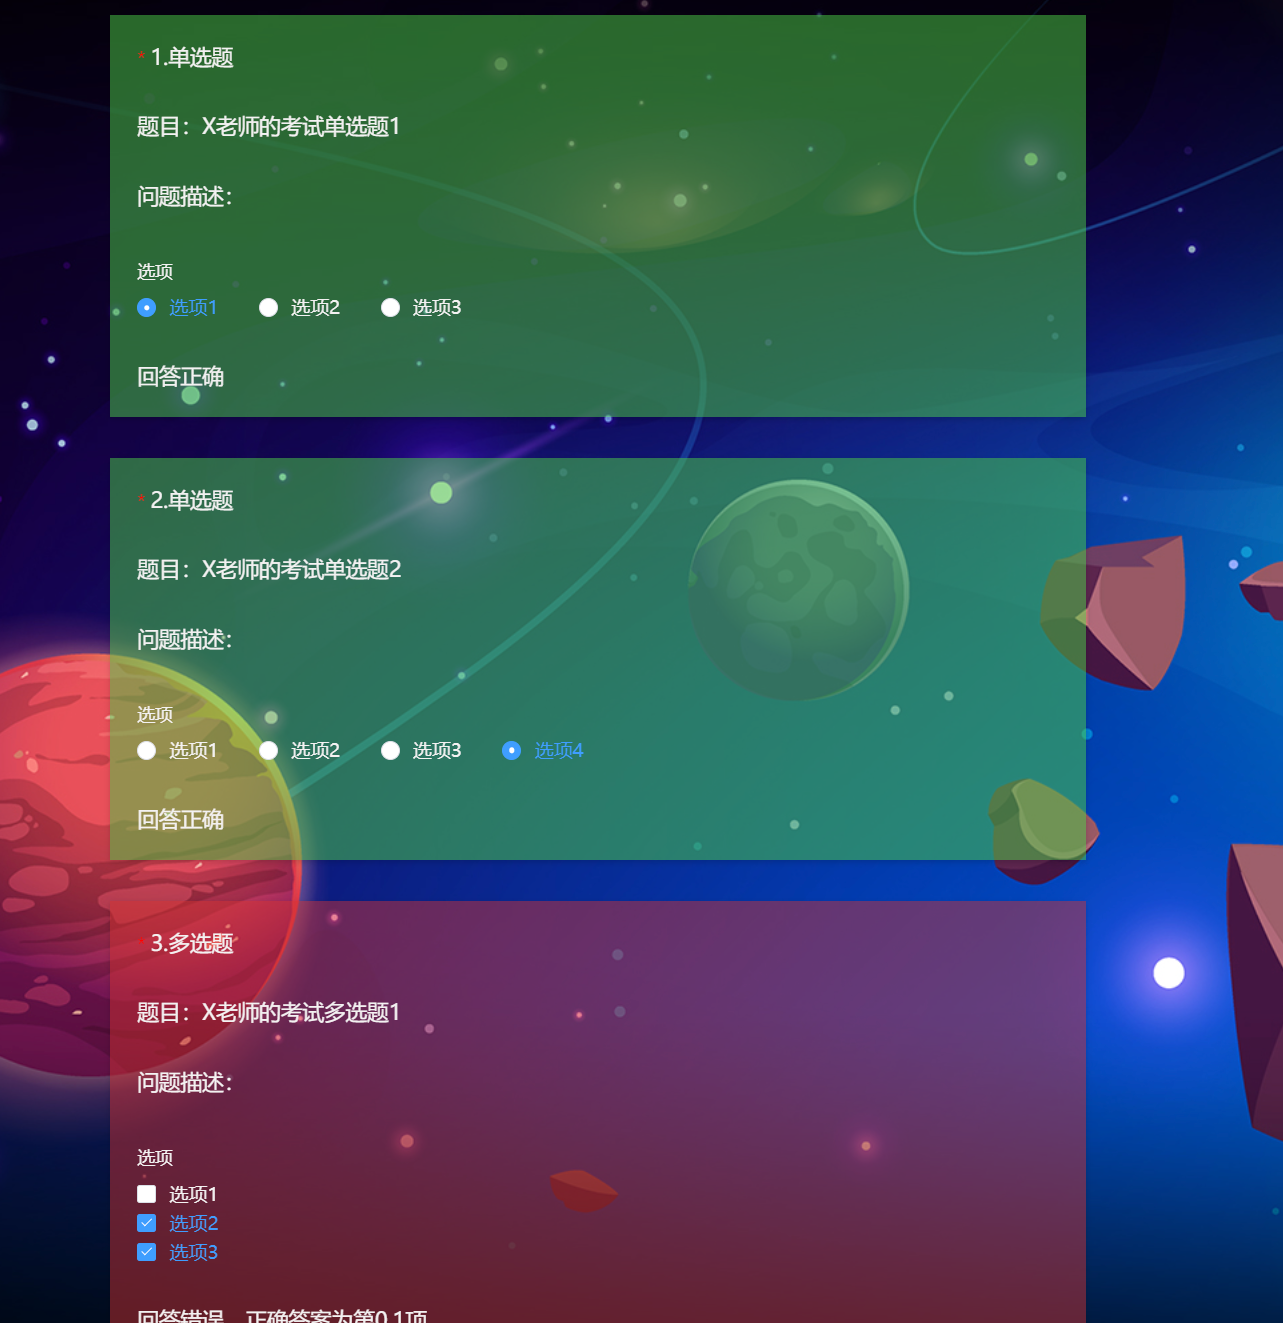 * 1.单选题
题目：X老师的考试单选题1
问题描述：
选项
选项1 选项2 选项3
回答正确
* 2.单选题
题目：X老师的考试单选题2
问题描述：
选项
选项1 选项2 选项3 选项4
回答正确
* 3.多选题
题目：X老师的考试多选题1
问题描述：
选项
选项1
选项2
选项3
回答错误，正确答案为第0,1项